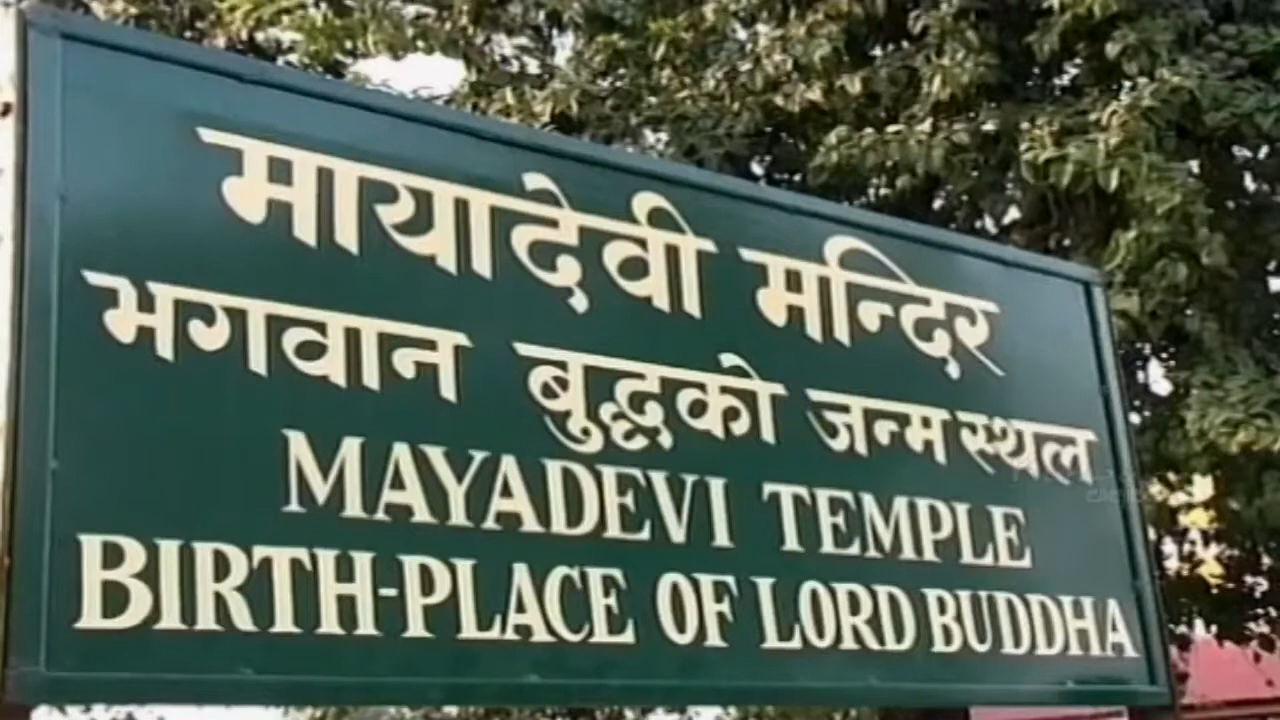 मायादेवी मन्दिर
भगवान बुद्धको जन्म स्थल
MAYADEVI TEMPLE
BIRTH-PLACE OF LORD BUDDHA